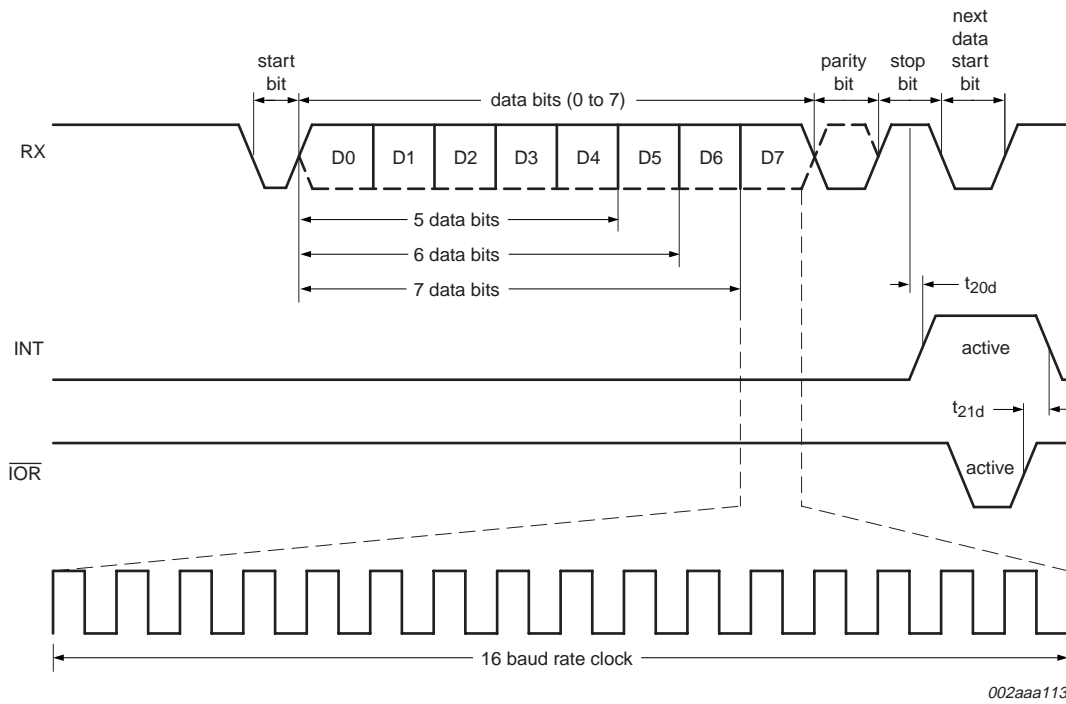 start
bit
data bits (0 to 7)
parity
bit
stop
bit
next
data
start
bit
RX
D0 D1 D2 D3 D4 D5 D6 D7
5 data bits
6 data bits
7 data bits
t20d
INT
active
t21d
IOR
active
16 baud rate clock
002aaa113